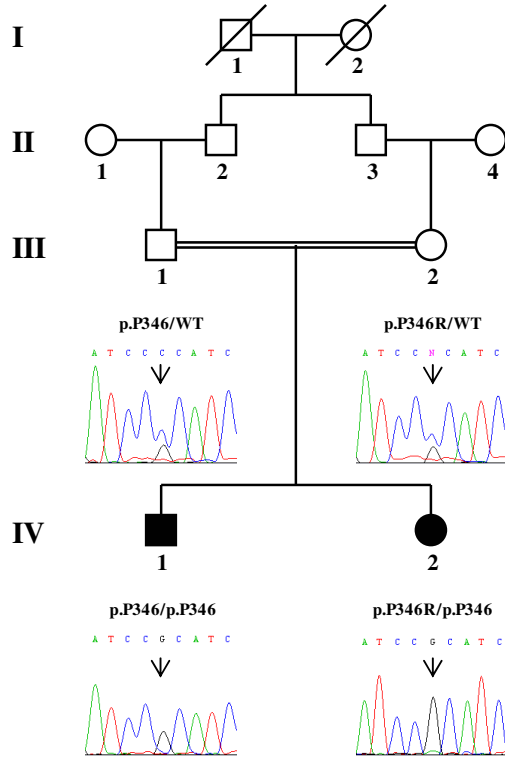 I
1 2
II
1 2 3 4
III
1 2
p.P346/WT p.P346R/WT
A T C C C C A T C A T C C N C A T C
IV
1 2
p.P346/p.P346 p.P346R/p.P346
A T C C G C A T C A T C C G C A T C